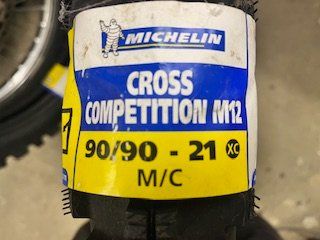 MICHELIN
CROSS
COMPETITION M12
90/90 - 21 XC
M/C